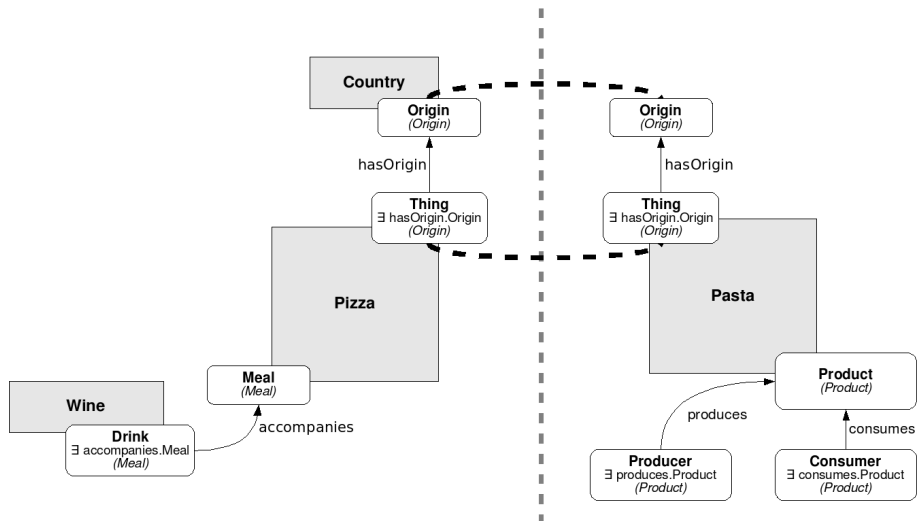 Country
Origin
(Origin)
hasOrigin
Thing
∃ hasOrigin.Origin
(Origin)
Pizza
Meal
(Meal)
accompanies
Wine
Drink
∃ accompanies.Meal
(Meal)
Origin
(Origin)
hasOrigin
Thing
∃ hasOrigin.Origin
(Origin)
Pasta
Product
(Product)
produces
consumes
Producer
∃ produces.Product
(Product)
Consumer
∃ consumes.Product
(Product)